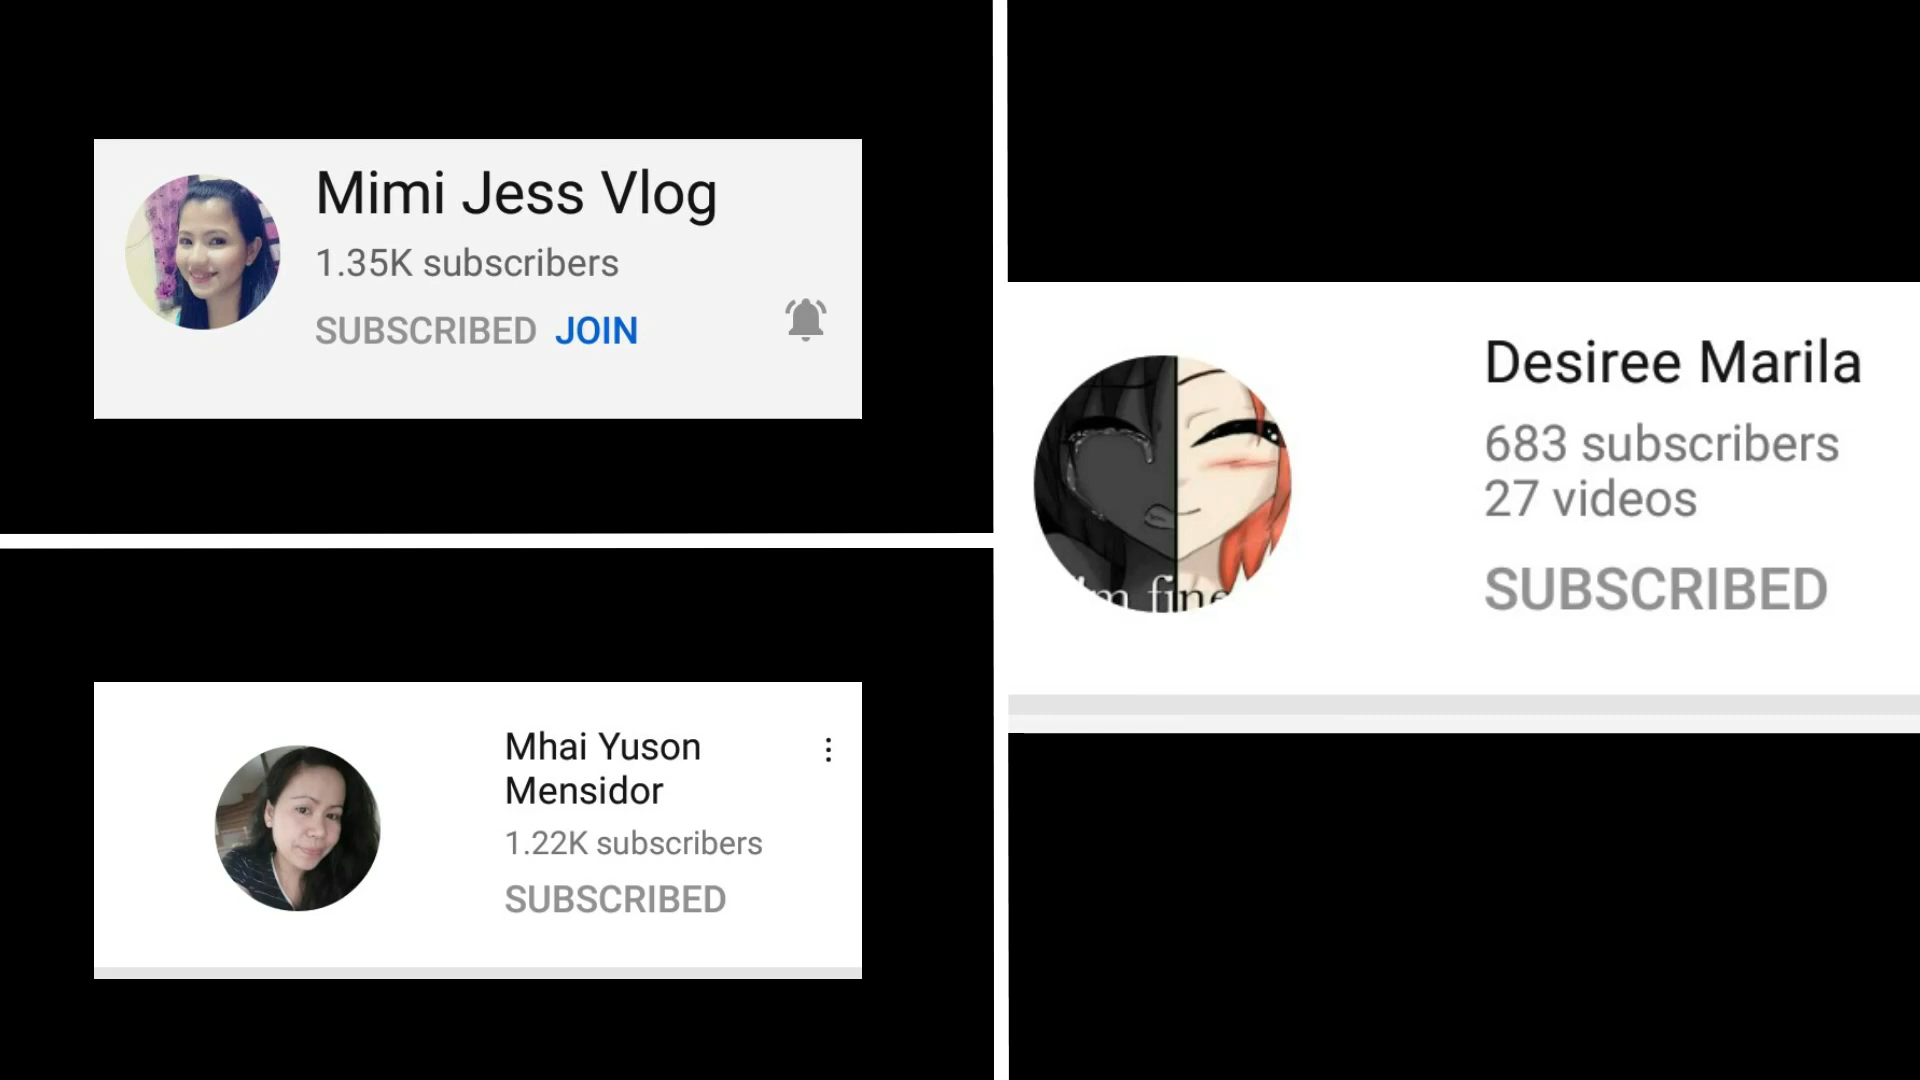 Mimi Jess Vlog
1.35K subscribers
SUBSCRIBED JOIN
Mhai Yuson
Mensidor
1.22K subscribers
SUBSCRIBED
Desiree Marila
683 subscribers
27 videos
SUBSCRIBED
'm fine